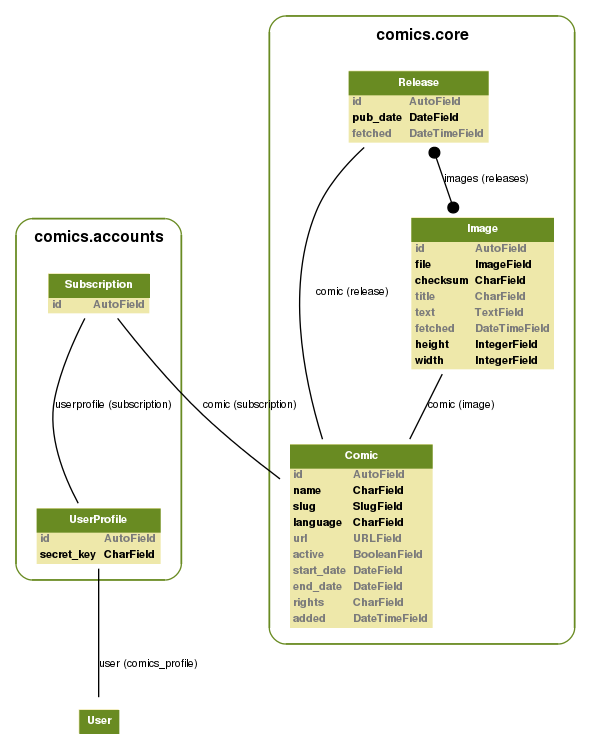 comics.core
Release
id AutoField
pub_date DateField
fetched DateTimeField
images (releases)
Image
id AutoField
file ImageField
checksum CharField
title CharField
text TextField
fetched DateTimeField
height IntegerField
width IntegerField
comic (release)
comic (image)
comics.accounts
Subscription
id AutoField
userprofile (subscription)
comic (subscription)
Comic
id AutoField
name CharField
slug SlugField
language CharField
url URLField
active BooleanField
start_date DateField
end_date DateField
rights CharField
added DateTimeField
UserProfile
id AutoField
secret_key CharField
user (comics_profile)
User